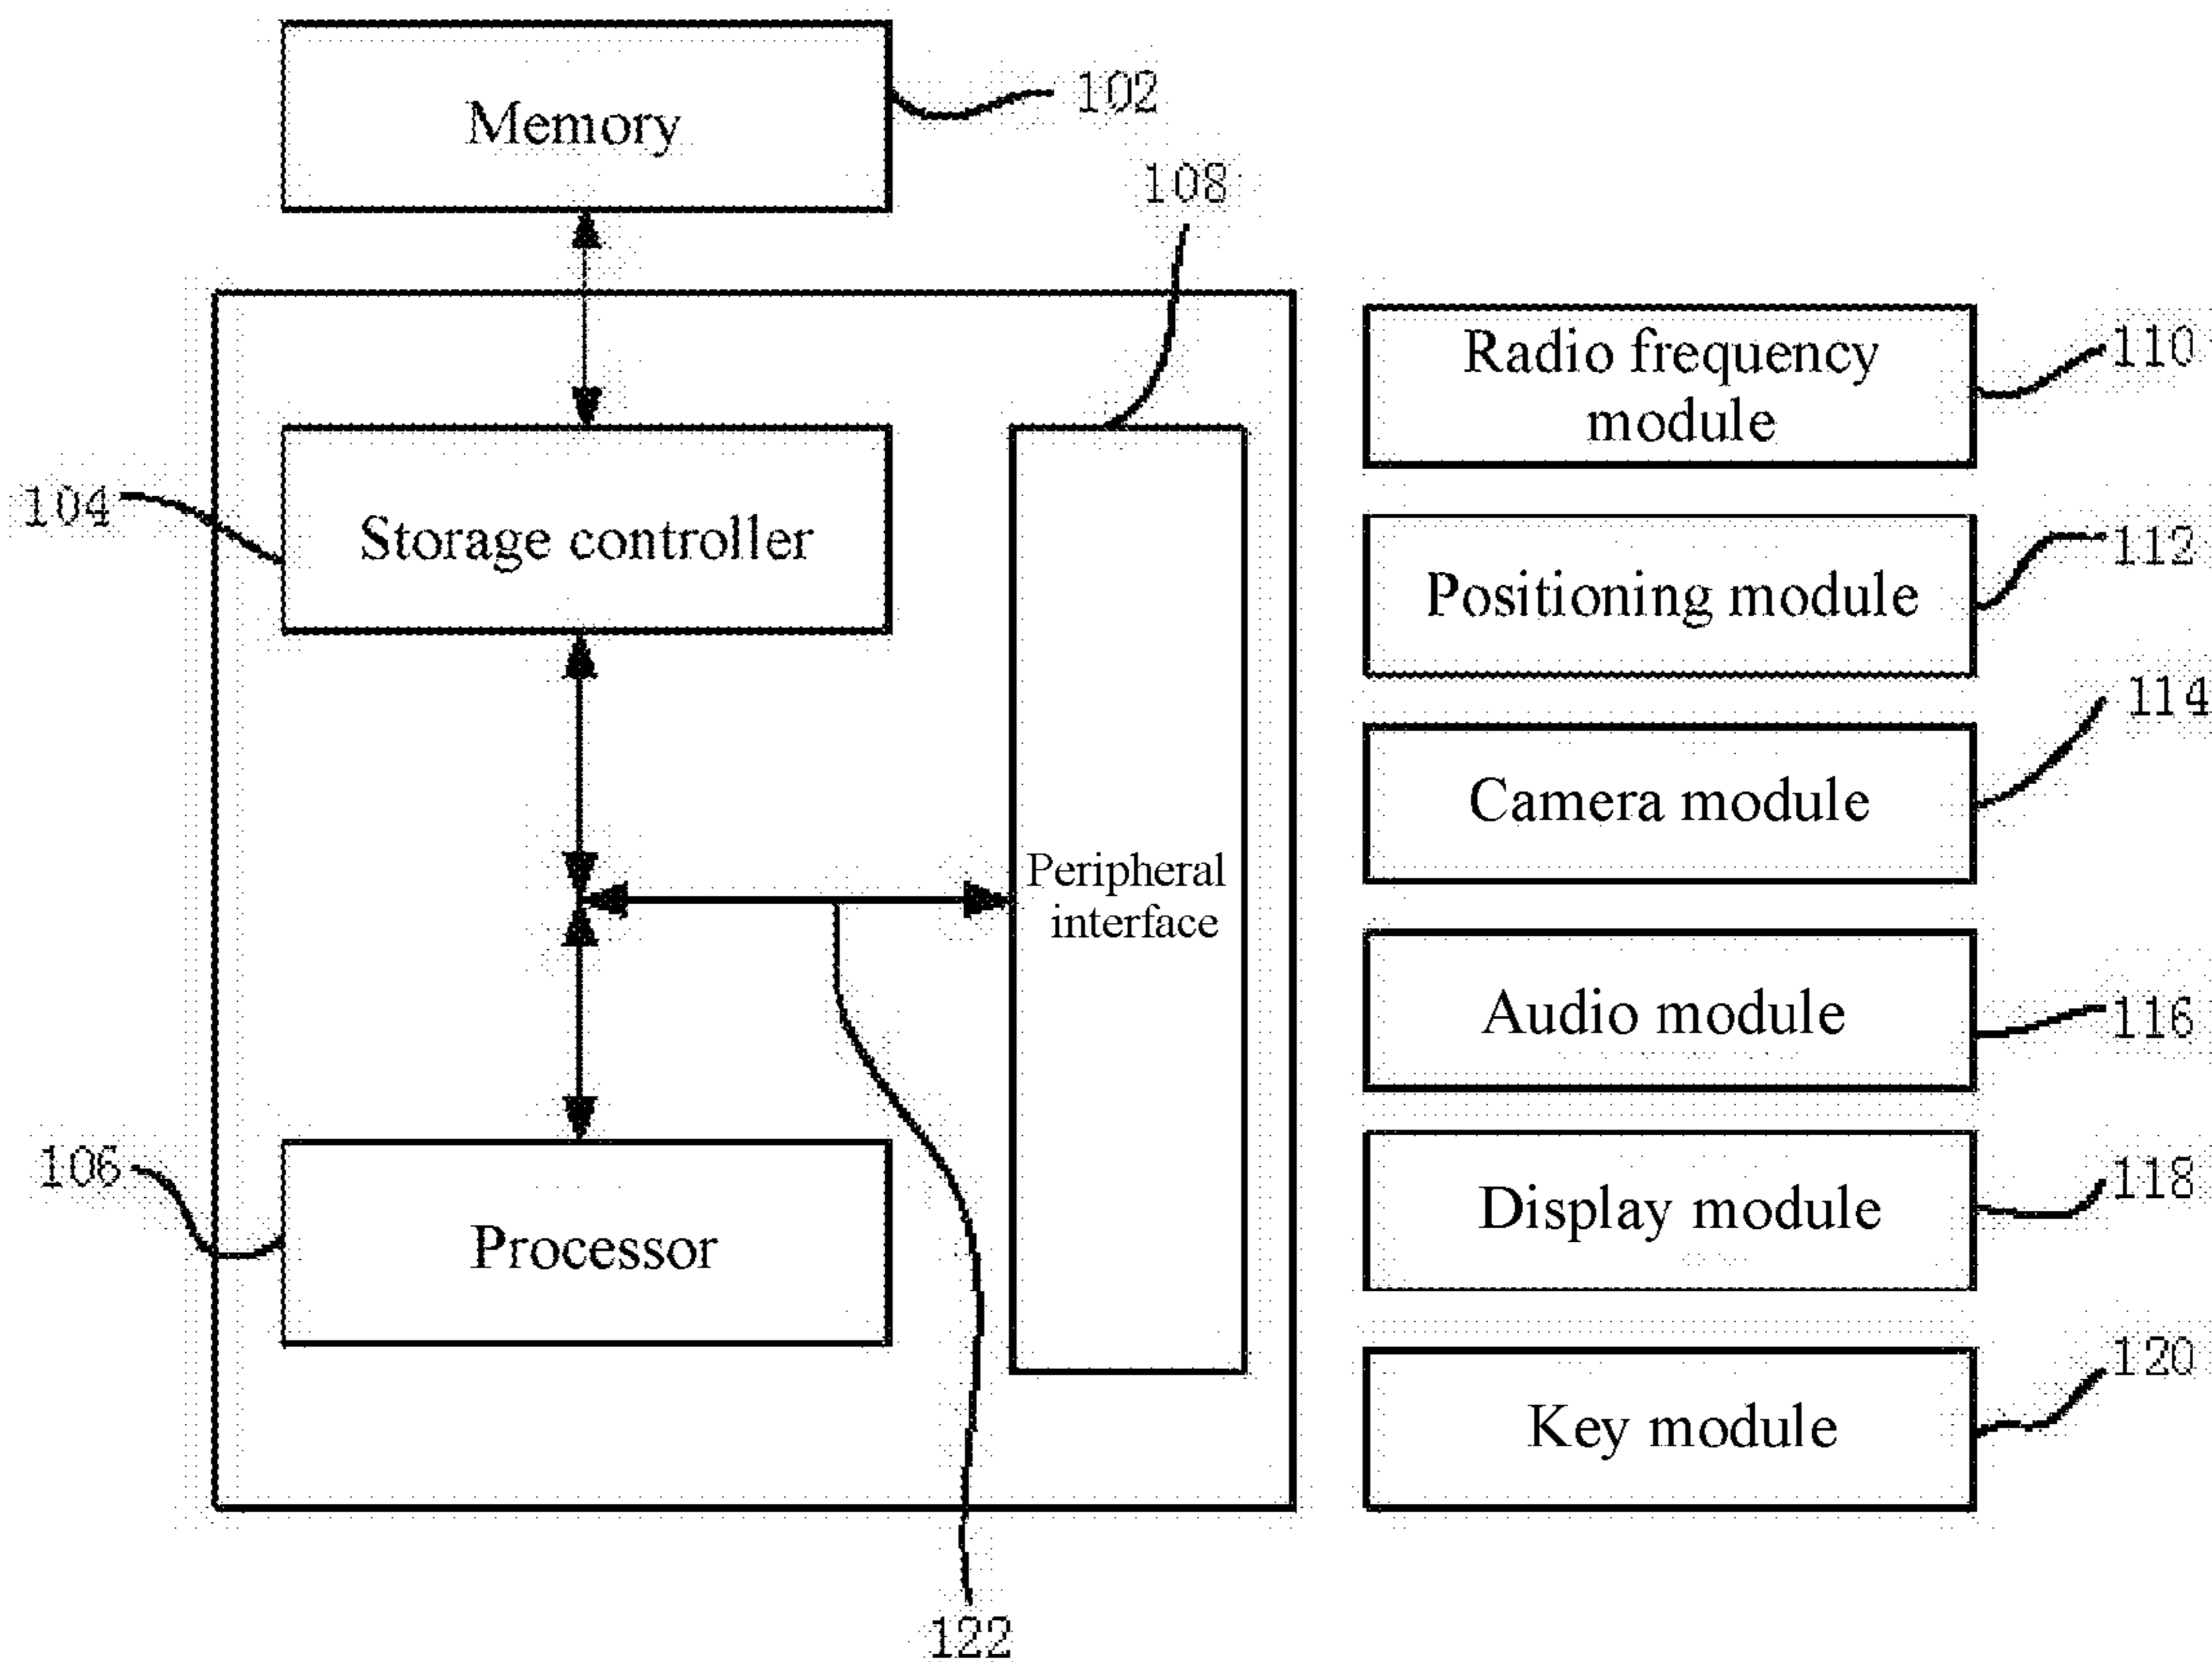 Memory
102
108
Radio frequency
module
110
104
Storage controller
Positioning module
112
Camera module
114
Peripheral
interface
Audio module
116
106
Processor
Display module
118
Key module
120
122